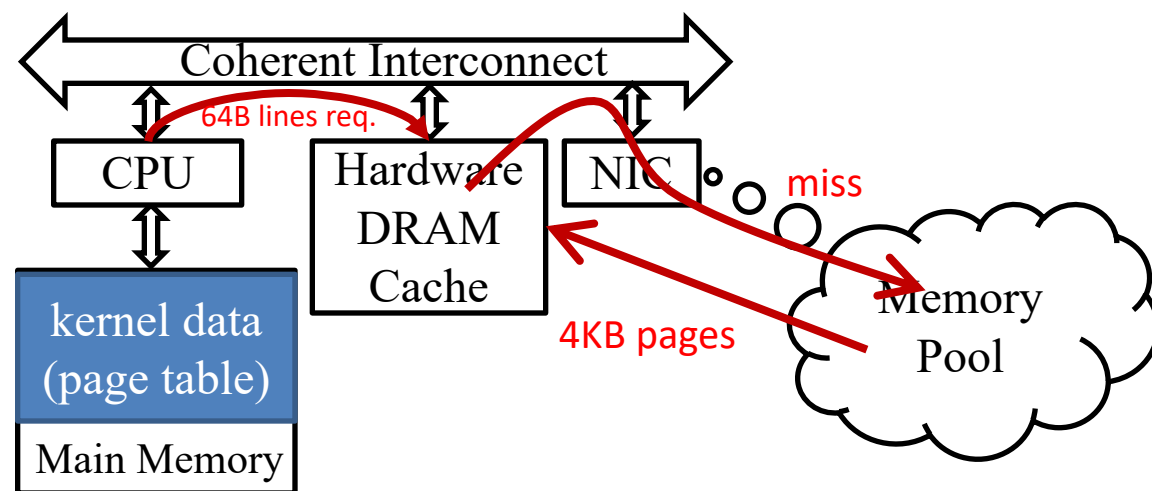 Coherent Interconnect
64B lines req.
CPU
Hardware
DRAM
Cache
NIC
miss
kernel data
(page table)
Main Memory
4KB pages
Memory
Pool